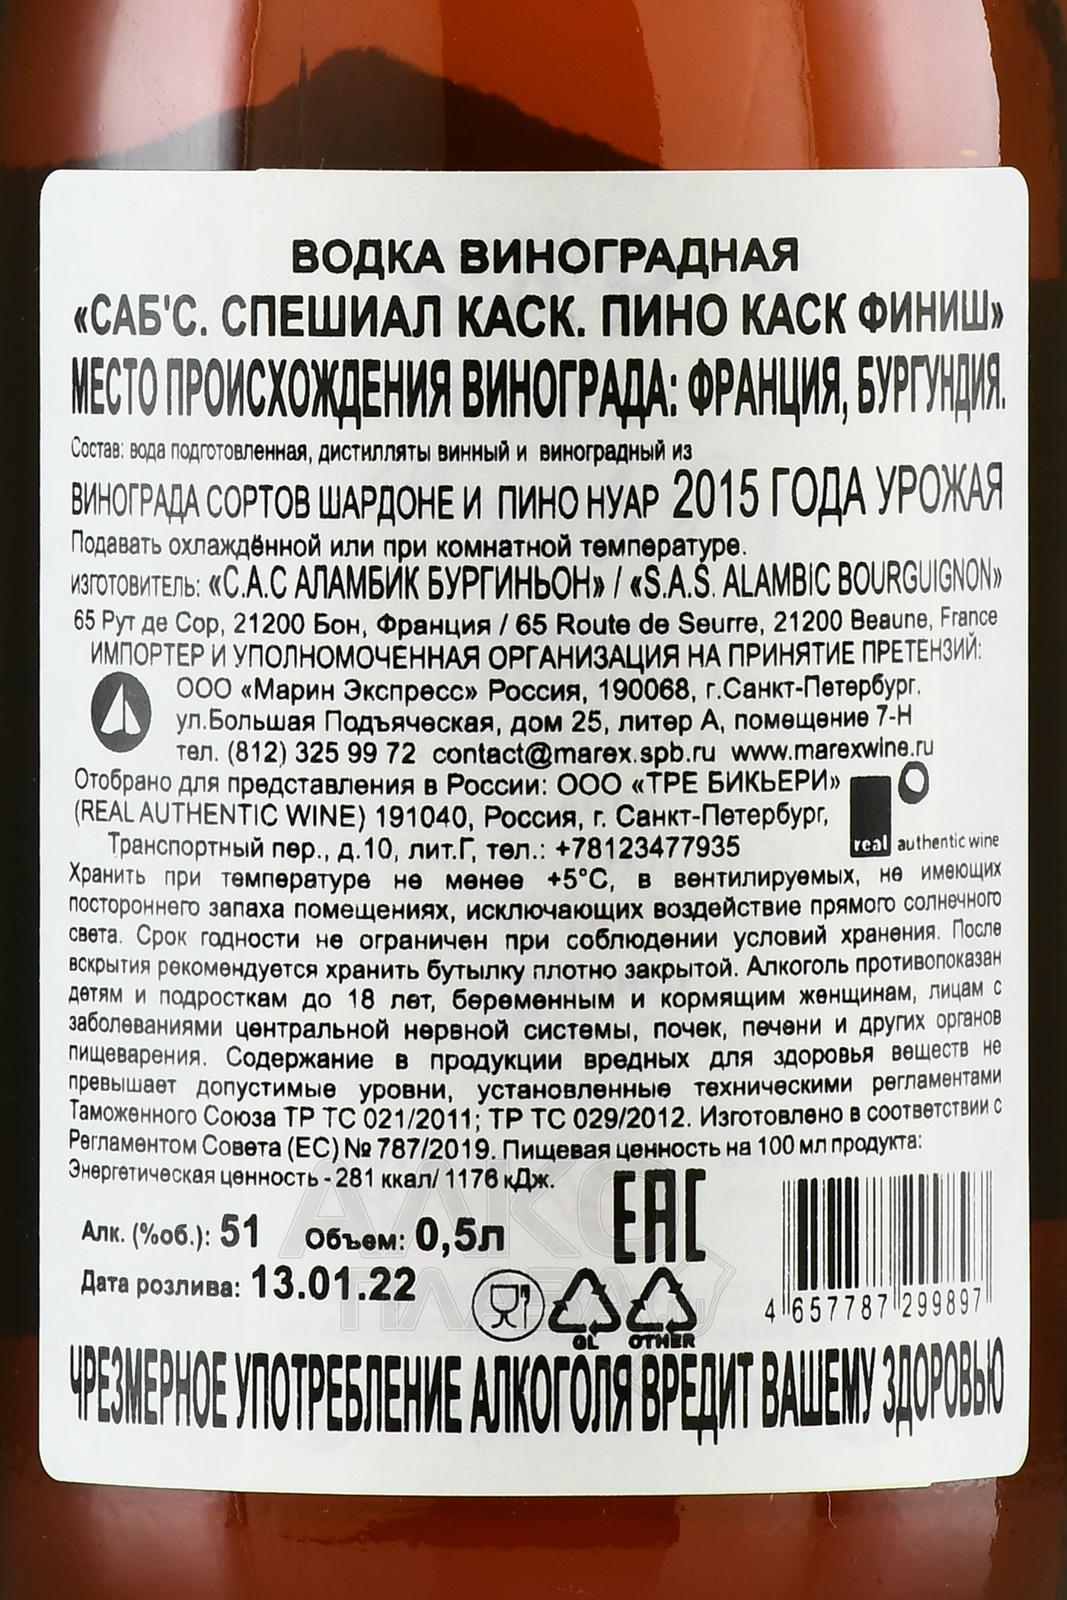 ВОДКА ВИНОГРАДНАЯ
«САБ'С. СПЕШИАЛ КАСК. ПИНО КАСК ФИНИШ»
МЕСТО ПРОИСХОЖДЕНИЯ ВИНОГРАДА: ФРАНЦИЯ, БУРГУНДИЯ.
Состав: вода подготовленная, дистилляты винный и виноградный из
ВИНОГРАДА СОРТОВ ШАРДОНЕ И ПИНО НУАР 2015 ГОДА УРОЖАЯ
Подавать охлаждённой или при комнатной температуре.
ИЗГОТОВИТЕЛЬ: «С.А.С АЛАМБИК БУРГИНЬОН» / «S.A.S. ALAMBIC BOURGUIGNON»
65 Рут де Сор, 21200 Бон, Франция / 65 Route de Seurre, 21200 Beaune, France
ИМПОРТЕР И УПОЛНОМОЧЕННАЯ ОРГАНИЗАЦИЯ НА ПРИНЯТИЕ ПРЕТЕНЗИЙ:
ООО «Марин Экспресс» Россия, 190068, г.Санкт-Петербург,
ул.Большая Подъяческая, дом 25, литер А, помещение 7-Н
тел. (812) 325 99 72 contact@marex.spb.ru www.marexwine.ru
Отобрано для представления в России: ООО «ТРЕ БИКЬЕРИ»
(REAL AUTHENTIC WINE) 191040, Россия, г. Санкт-Петербург,
Транспортный пер., д.10, лит.Г, тел.: +78123477935
real authentic wine
Хранить при температуре не менее +5°С, в вентилируемых, не имеющих
постороннего запаха помещениях, исключающих воздействие прямого солнечного
света. Срок годности не ограничен при соблюдении условий хранения. После
вскрытия рекомендуется хранить бутылку плотно закрытой. Алкоголь противопоказан
детям и подросткам до 18 лет, беременным и кормящим женщинам, лицам с
заболеваниями центральной нервной системы, почек, печени и других органов
пищеварения. Содержание в продукции вредных для здоровья веществ не
превышает допустимые уровни, установленные техническими регламентами
Таможенного Союза ТР ТС 021/2011; ТР ТС 029/2012. Изготовлено в соответствии с
Регламентом Совета (ЕС) № 787/2019. Пищевая ценность на 100 мл продукта:
Энергетическая ценность - 281 ккал/ 1176 кДж.
EAC
Алк. (%об.): 51 Объем: 0,5л
Дата розлива: 13.01.22
GL OTHER
4 657787 299897
ЧРЕЗМЕРНОЕ УПОТРЕБЛЕНИЕ АЛКОГОЛЯ ВРЕДИТ ВАШЕМУ ЗДОРОВЬЮ